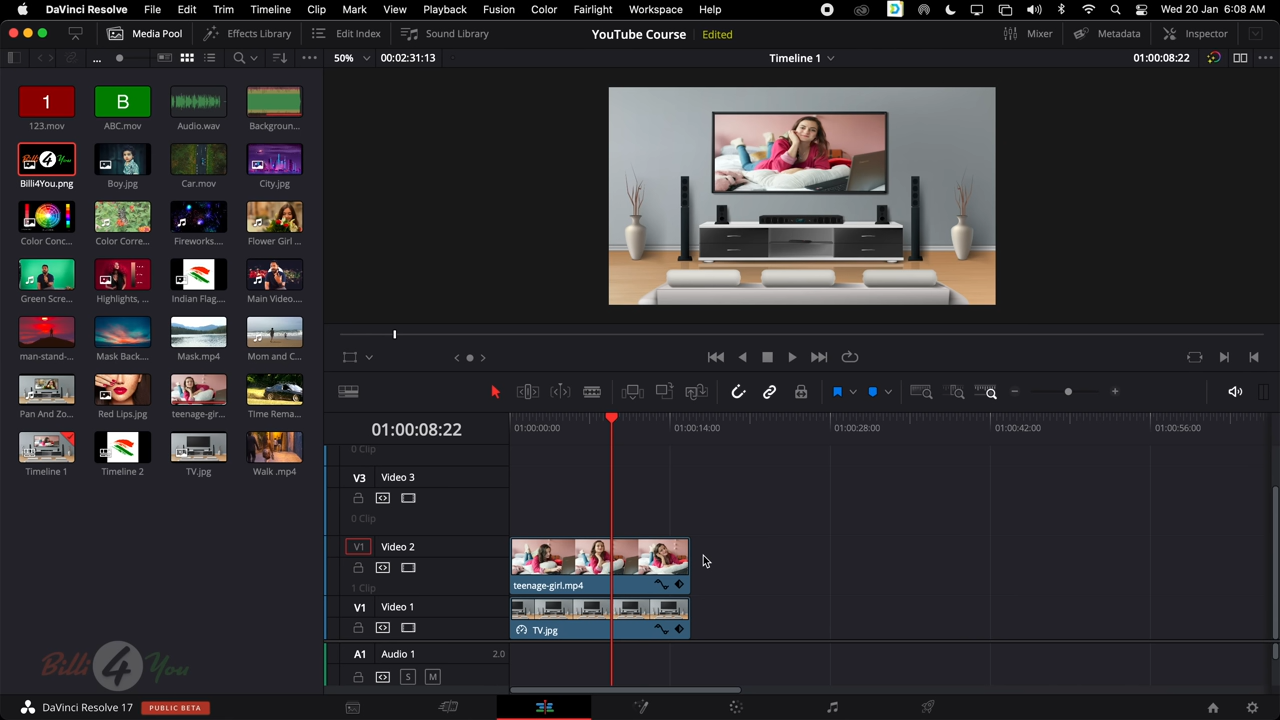 DaVinci Resolve File Edit Trim Timeline Clip Mark View Playback Fusion Color Fairlight Workspace Help Wed 20 Jan 6:08 AM
Media Pool Effects Library Edit Index Sound Library YouTube Course Edited Mixer Metadata Inspector
... 50% 00:02:31:13 Timeline 1 01:00:08:22
1 B
123.mov ABC.mov Audio.wav Backgroun...
Billi 4 You
Billi4You.png Boy.jpg Car.mov City.jpg
Color Conc... Color Corre... Fireworks.... Flower Girl ...
Green Scre... Highlights, ... Indian Flag.... Main Video....
man-stand-... Mask Back.... Mask.mp4 Mom and C...
Pan And Zo... Red Lips.jpg teenage-gir... TIme Rema...
Timeline 1 Timeline 2 TV.jpg Walk .mp4
01:00:08:22 01:00:00:00 01:00:14:00 01:00:28:00 01:00:42:00 01:00:56:00
0 Clip
V3 Video 3
0 Clip
V1 Video 2
1 Clip
teenage-girl.mp4
V1 Video 1
TV.jpg
A1 Audio 1 2.0
S M
Billi 4 You
DaVinci Resolve 17 PUBLIC BETA